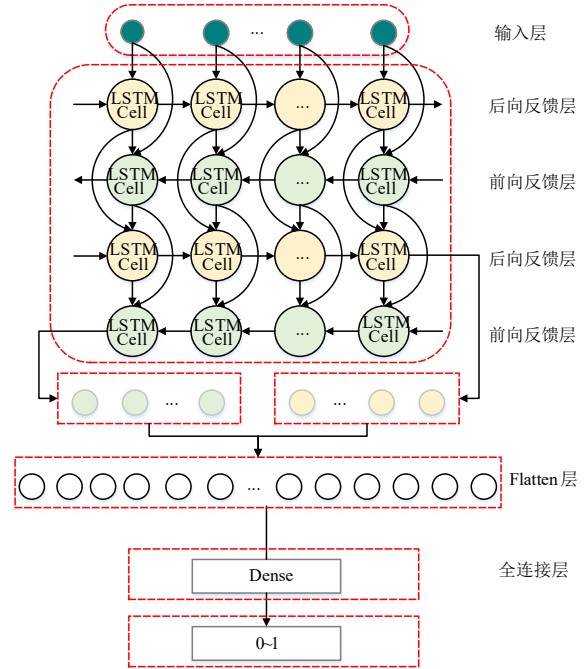 ... 输入层
LSTM Cell LSTM Cell ... LSTM Cell 后向反馈层
LSTM Cell LSTM Cell ... LSTM Cell 前向反馈层
LSTM Cell LSTM Cell ... LSTM Cell 后向反馈层
LSTM Cell LSTM Cell ... LSTM Cell 前向反馈层
... ...
... Flatten 层
Dense 全连接层
0~1